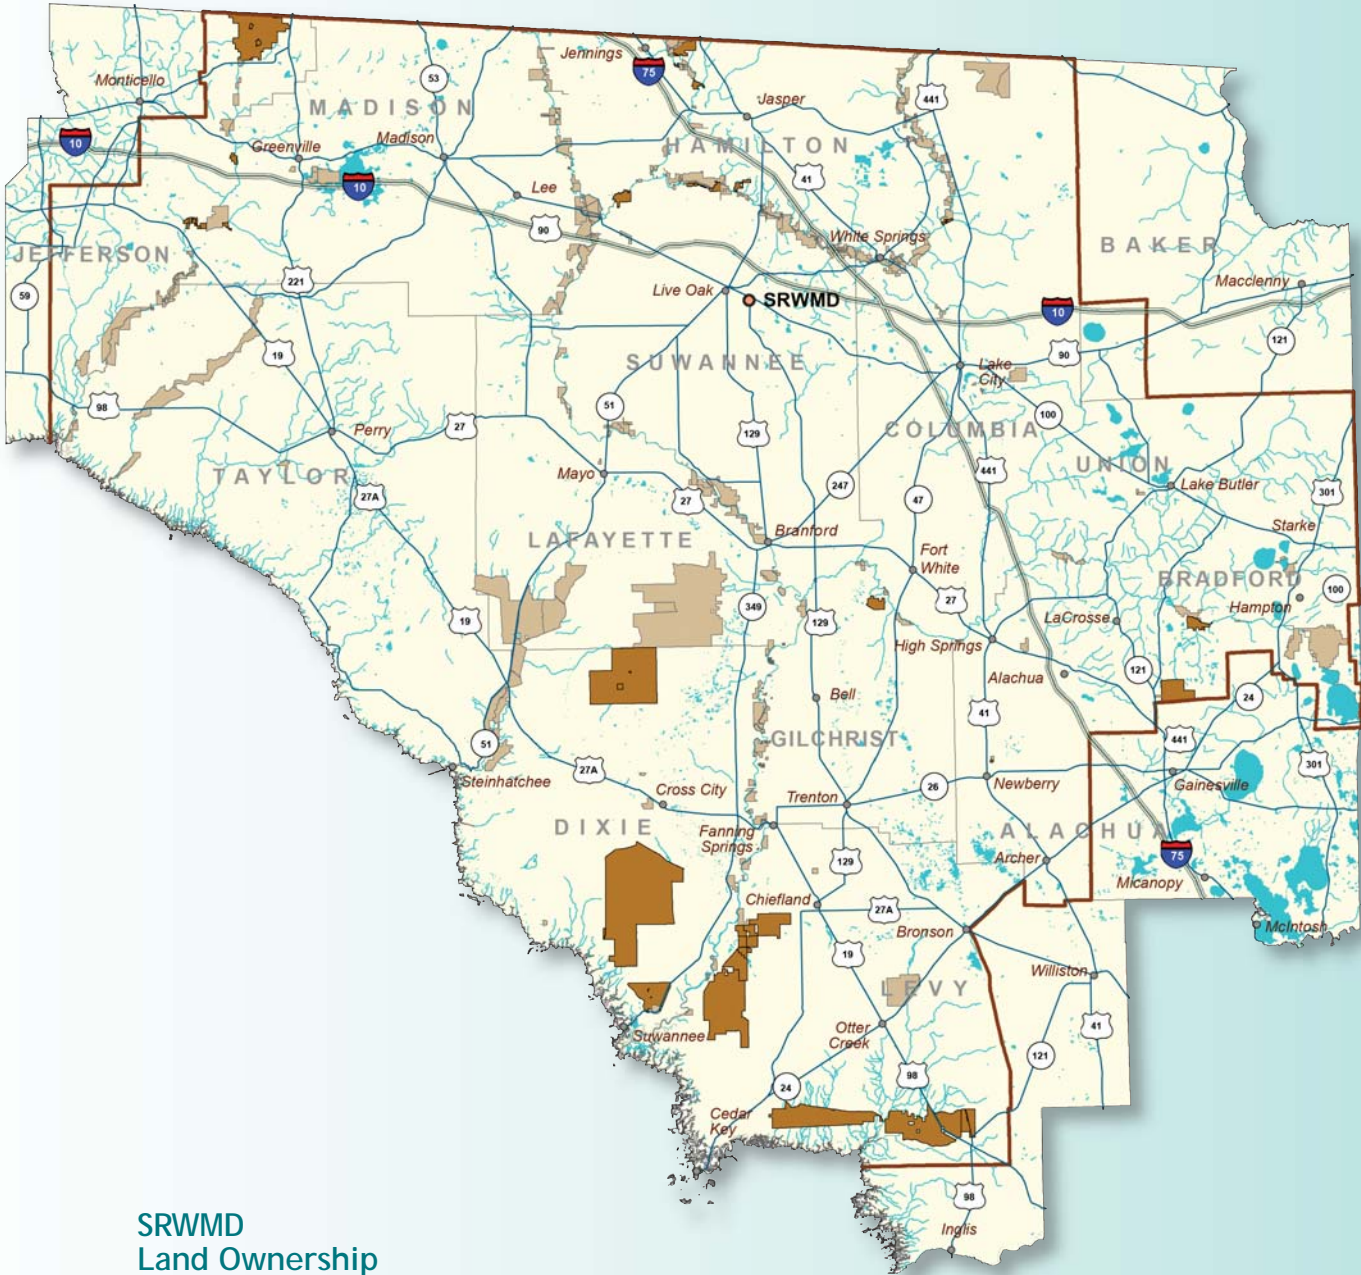 Jennings
75
Monticello
53
441
MADISON
Jasper
10
Greenville
Madison
HAMILTON
10
Lee
41
90
White Springs
BAKER
JEFFERSON
221
Live Oak
SRWMD
Macclenny
59
10
19
SUWANNEE
90
121
Lake
City
98
51
100
27
129
Perry
COLUMBIA
TAYLOR
Mayo
441
UNION
27A
27
247
47
Lake Butler
301
Branford
Starke
LAFAYETTE
Fort
White
BRADFORD
349
27
100
19
129
LaCrosse
Hampton
High Springs
Alachua
121
Bell
24
41
51
GILCHRIST
441
27A
301
Steinhatchee
Cross City
Trenton
26
Newberry
Gainesville
DIXIE
Fanning
Springs
ALACHUA
129
Archer
75
Micanopy
Chiefland
27A
Bronson
McIntosh
19
Williston
LEVY
Suwannee
Otter
Creek
41
121
98
24
Cedar
Key
98
Inglis
SRWMD
Land Ownership